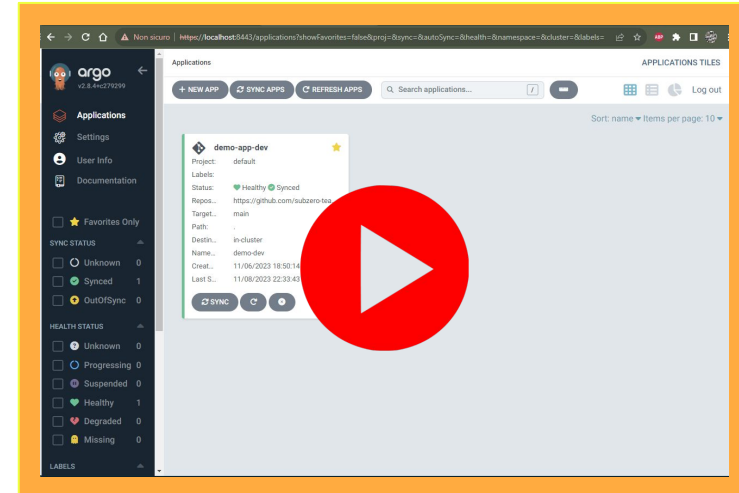 Non sicuro https://localhost:8443/applications?showFavorites=false&proj=&sync=&autoSync=&health=&namespace=&cluster=&labels=
argo
v2.8.4+c279299
Applications
Settings
User Info
Documentation
Favorites Only
SYNC STATUS
Unknown 0
Synced 1
OutOfSync 0
HEALTH STATUS
Unknown 0
Progressing 0
Suspended 0
Healthy 1
Degraded 0
Missing 0
LABELS
Applications
APPLICATIONS TILES
+ NEW APP
SYNC APPS
REFRESH APPS
Search applications...
/
Log out
Sort: name
Items per page: 10
demo-app-dev
Project: default
Labels:
Status: Healthy Synced
Repos... https://github.com/subzero-tea
Target... main
Path: .
Destin... in-cluster
Name... demo-dev
Creat... 11/06/2023 18:50:14
Last S... 11/08/2023 22:33:43
SYNC